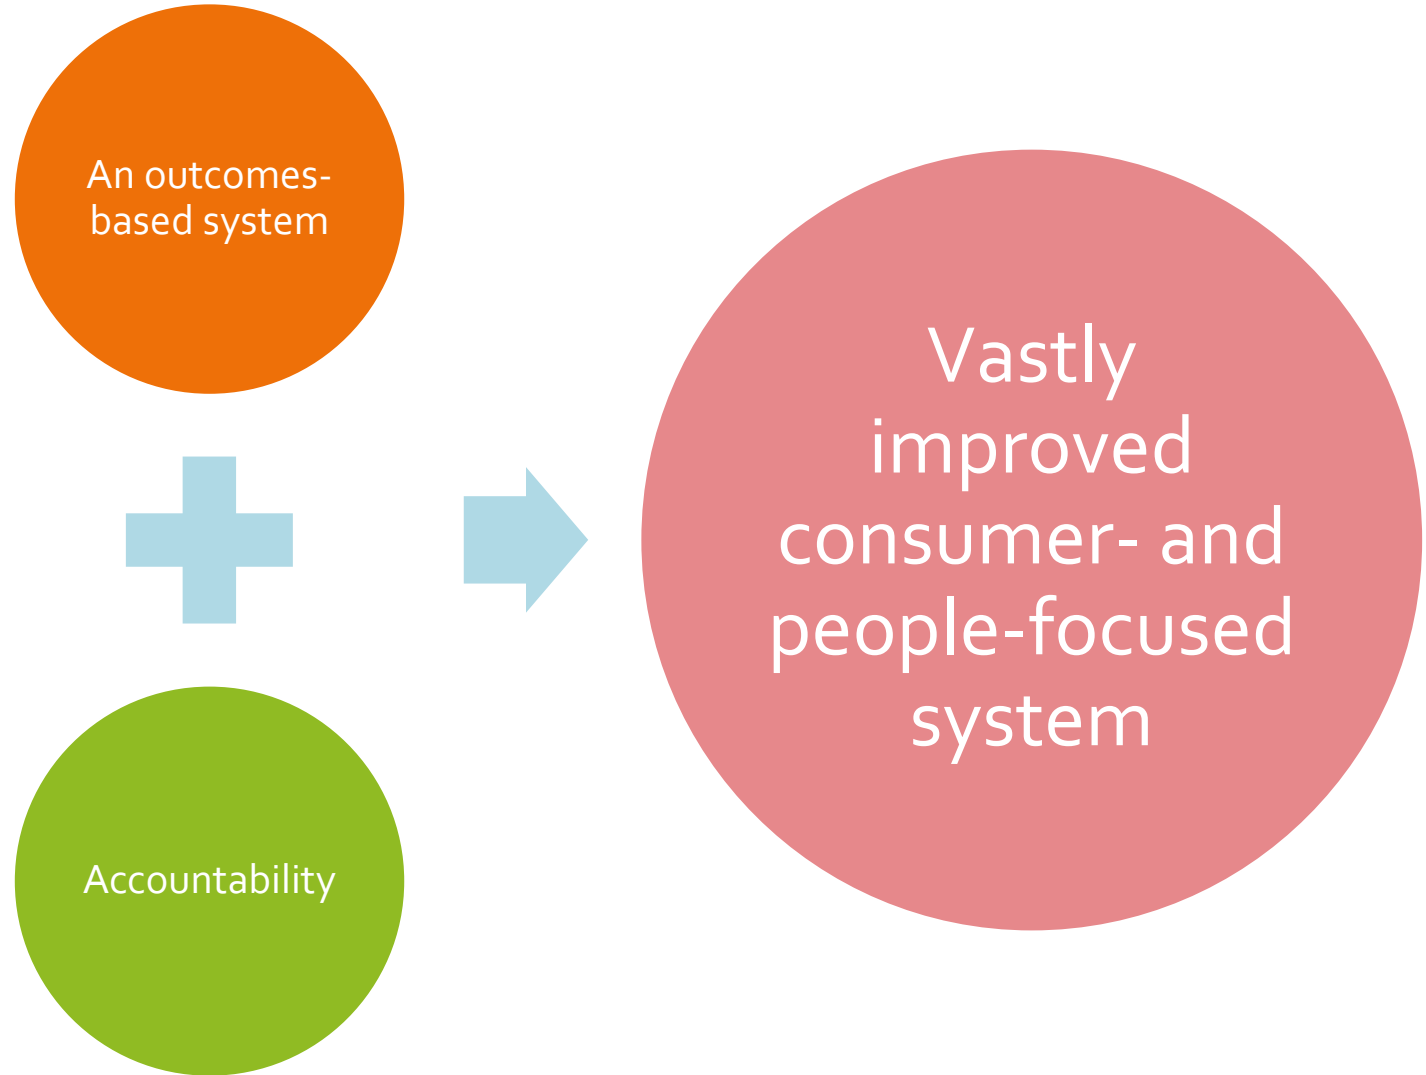 An outcomes-
based system
Accountability
Vastly
improved
consumer- and
people-focused
system